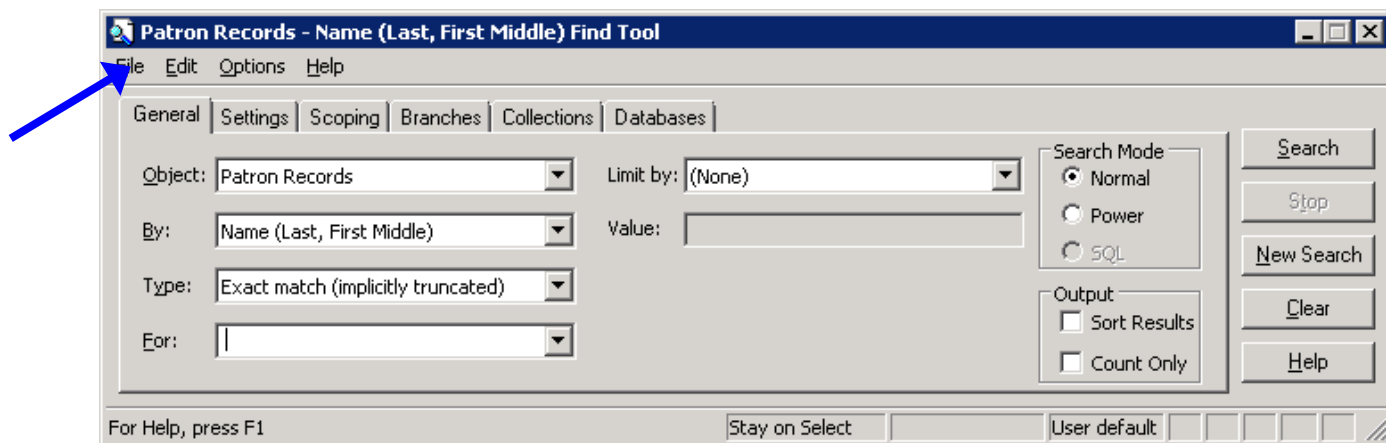 Patron Records - Name (Last, First Middle) Find Tool
File Edit Options Help
General Settings Scoping Branches Collections Databases
Object: Patron Records Limit by: (None) Search Mode Search
Normal
By: Name (Last, First Middle) Value: Power Stop
SQL New Search
Type: Exact match (implicitly truncated) Output
Sort Results Clear
For: Count Only Help
For Help, press F1 Stay on Select User default